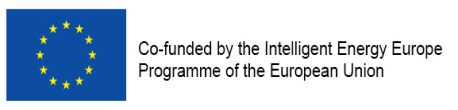 Co-funded by the Intelligent Energy Europe
Programme of the European Union